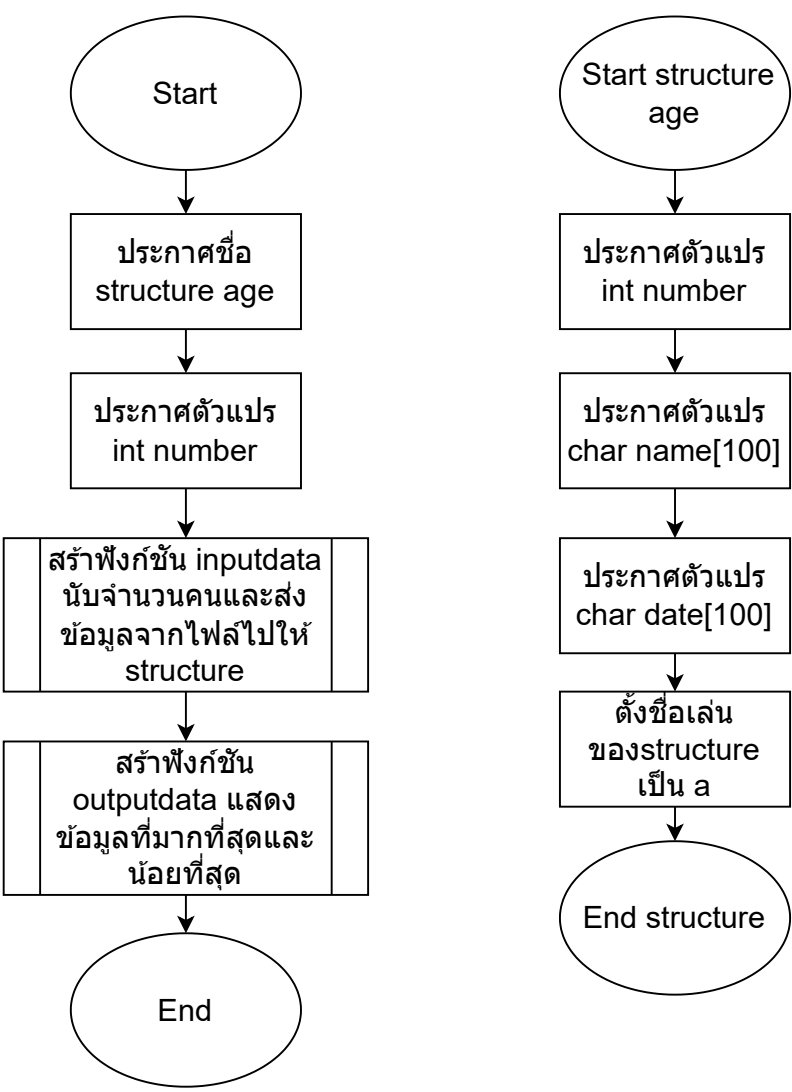 Start
ประกาศชื่อ
structure age
ประกาศตัวแปร
int number
สร้าฟังก์ชัน inputdata
นับจำนวนคนและส่ง
ข้อมูลจากไฟล์ไปให้
structure
สร้าฟังก์ชัน
outputdata แสดง
ข้อมูลที่มากที่สุดและ
น้อยที่สุด
End
Start structure
age
ประกาศตัวแปร
int number
ประกาศตัวแปร
char name[100]
ประกาศตัวแปร
char date[100]
ตั้งชื่อเล่น
ของstructure
เป็น a
End structure